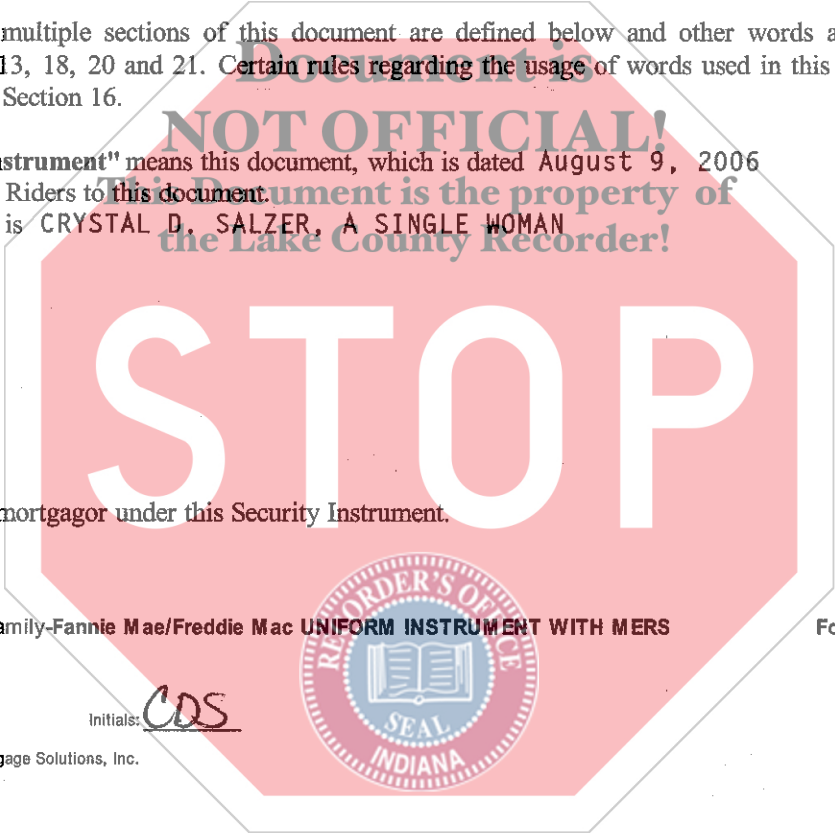 multiple sections of this document are defined below and other words a
Document is
13, 18, 20 and 21. Certain rules regarding the usage of words used in this
Section 16.
NOT OFFICIAL!
nstrument" means this document, which is dated August 9, 2006
Riders to this document.
This Document is the property of
is CRYSTAL D. SALZER, A SINGLE WOMAN
the Lake County Recorder!
STOP
mortgagor under this Security Instrument.
amily-Fannie Mae/Freddie Mac UNIFORM INSTRUMENT WITH MERS Fo
RECORDER'S OFFICE
SEAL
INDIANA
Initials: CDS
gage Solutions, Inc.